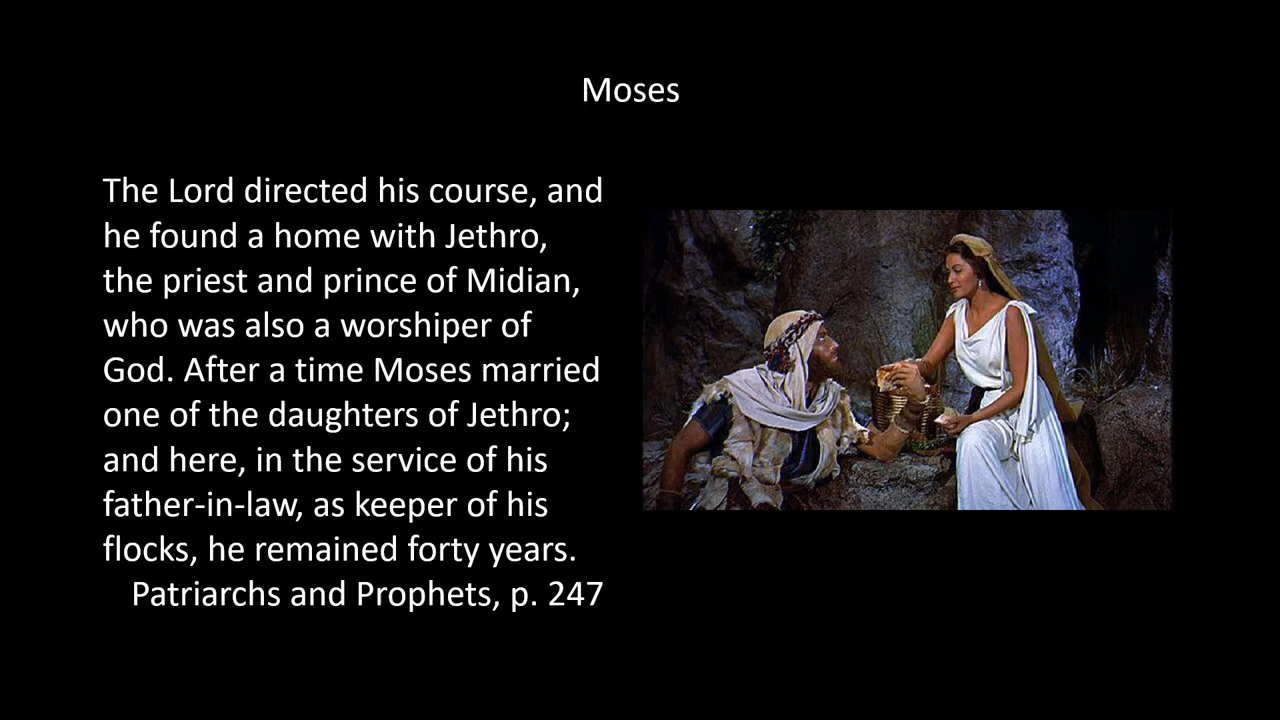 Moses
The Lord directed his course, and
he found a home with Jethro,
the priest and prince of Midian,
who was also a worshiper of
God. After a time Moses married
one of the daughters of Jethro;
and here, in the service of his
father-in-law, as keeper of his
flocks, he remained forty years.
Patriarchs and Prophets, p. 247